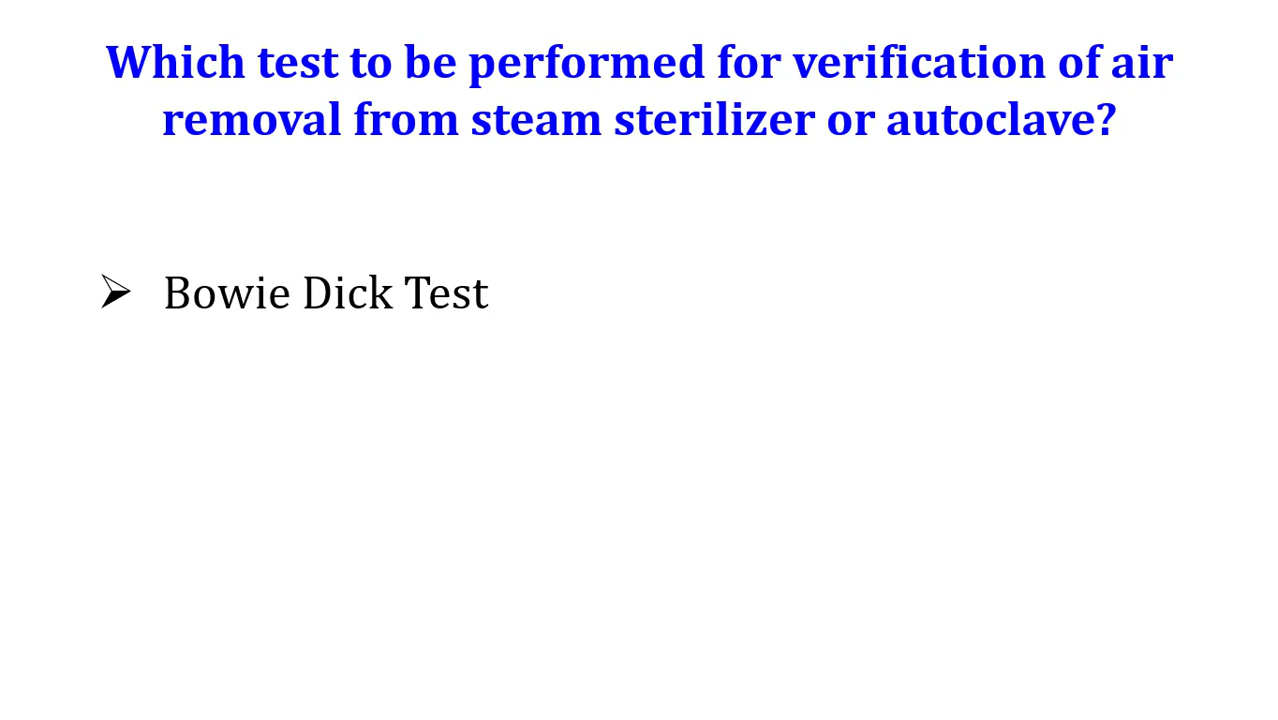 Which test to be performed for verification of air
removal from steam sterilizer or autoclave?
➢ Bowie Dick Test